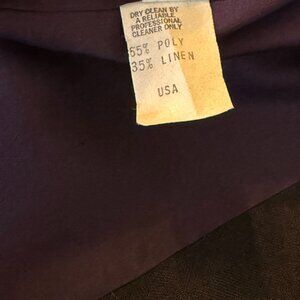 DRY CLEAN BY
A RELIABLE
PROFESSIONAL
CLEANER ONLY
65% POLY
35% LINEN
USA